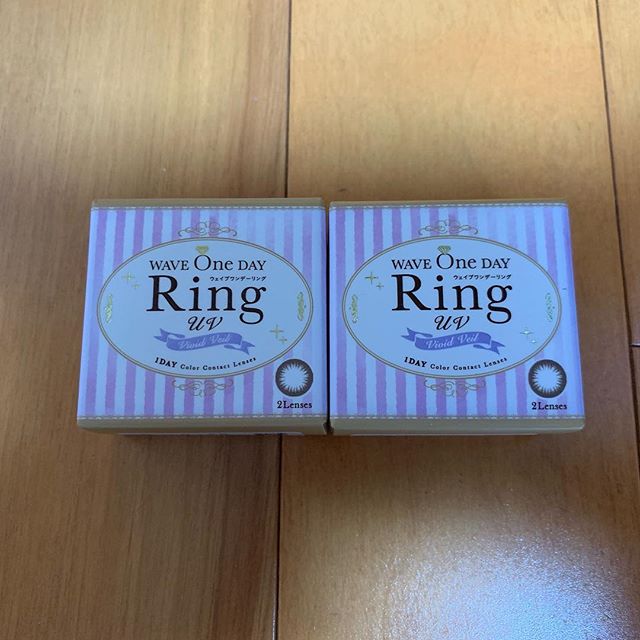 WAVE One DAY
ウェイブワンデーリング
Ring
UV
Vivid Veil
1DAY Color Contact Lenses
2Lenses
WAVE One DAY
ウェイブワンデーリング
Ring
UV
Vivid Veil
1DAY Color Contact Lenses
2Lenses